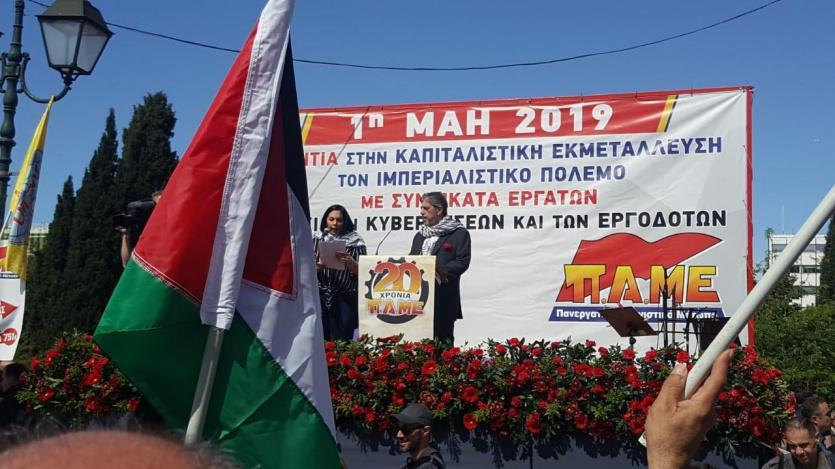 1η ΜΑΗ 2019
ΣΤΗΝ ΚΑΠΙΤΑΛΙΣΤΙΚΗ ΕΚΜΕΤΑΛΛΕΥΣΗ
ΤΟΝ ΙΜΠΕΡΙΑΛΙΣΤΙΚΟ ΠΟΛΕΜΟ
ΜΕ ΣΥΝΔΙΚΑΤΑ ΕΡΓΑΤΩΝ
ΚΥΒΕΡΝΗΣΕΩΝ ΚΑΙ ΤΩΝ ΕΡΓΟΔΟΤΩΝ
Π.Α.ΜΕ
20
ΧΡΟΝΙΑ
Π.Α.ΜΕ